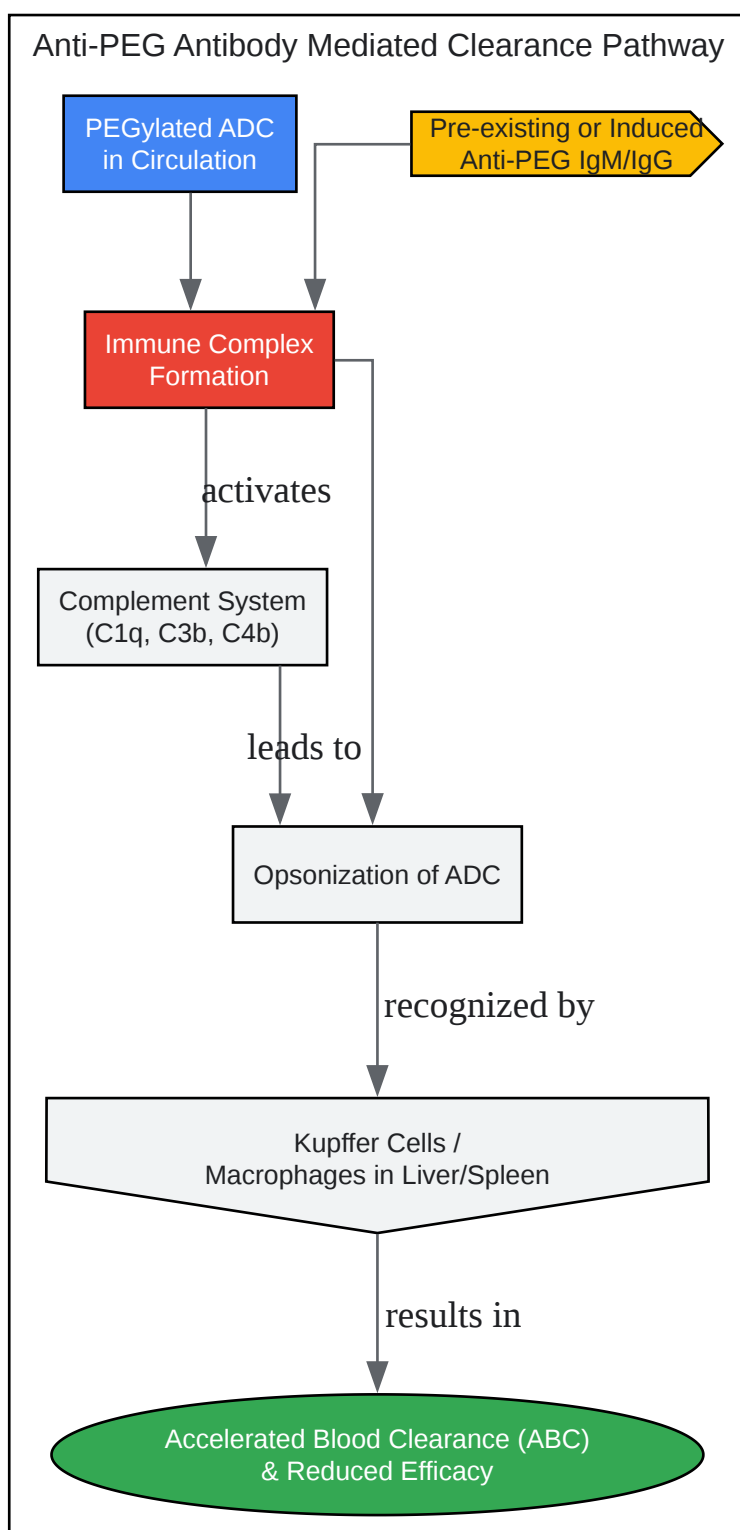 Anti-PEG Antibody Mediated Clearance Pathway
PEGylated ADC
in Circulation
Pre-existing or Induced
Anti-PEG IgM/IgG
Immune Complex
Formation
activates
Complement System
(C1q, C3b, C4b)
leads to
Opsonization of ADC
recognized by
Kupffer Cells /
Macrophages in Liver/Spleen
results in
Accelerated Blood Clearance (ABC)
& Reduced Efficacy